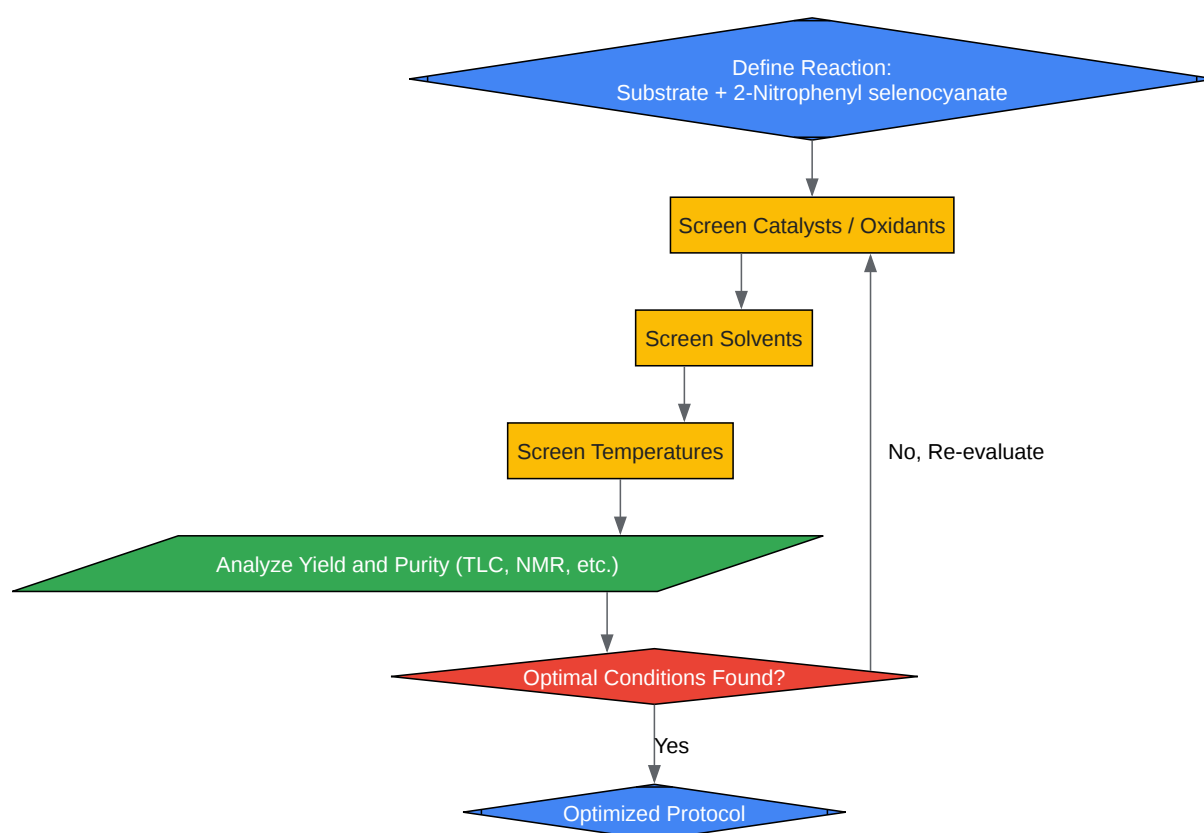 Define Reaction:
Substrate + 2-Nitrophenyl selenocyanate
Screen Catalysts / Oxidants
Screen Solvents
Screen Temperatures
No, Re-evaluate
Analyze Yield and Purity (TLC, NMR, etc.)
Optimal Conditions Found?
Yes
Optimized Protocol